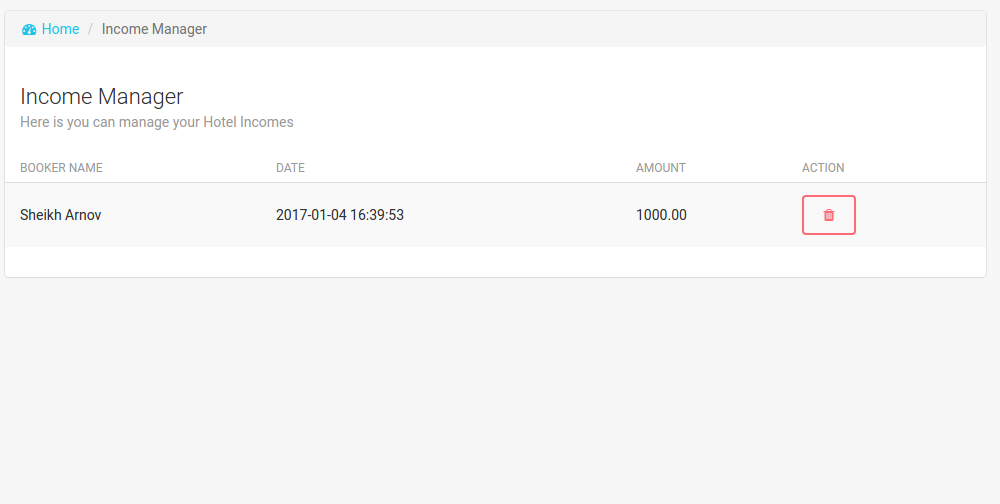 Home / Income Manager
Income Manager
Here is you can manage your Hotel Incomes
BOOKER NAME DATE AMOUNT ACTION
Sheikh Arnov 2017-01-04 16:39:53 1000.00